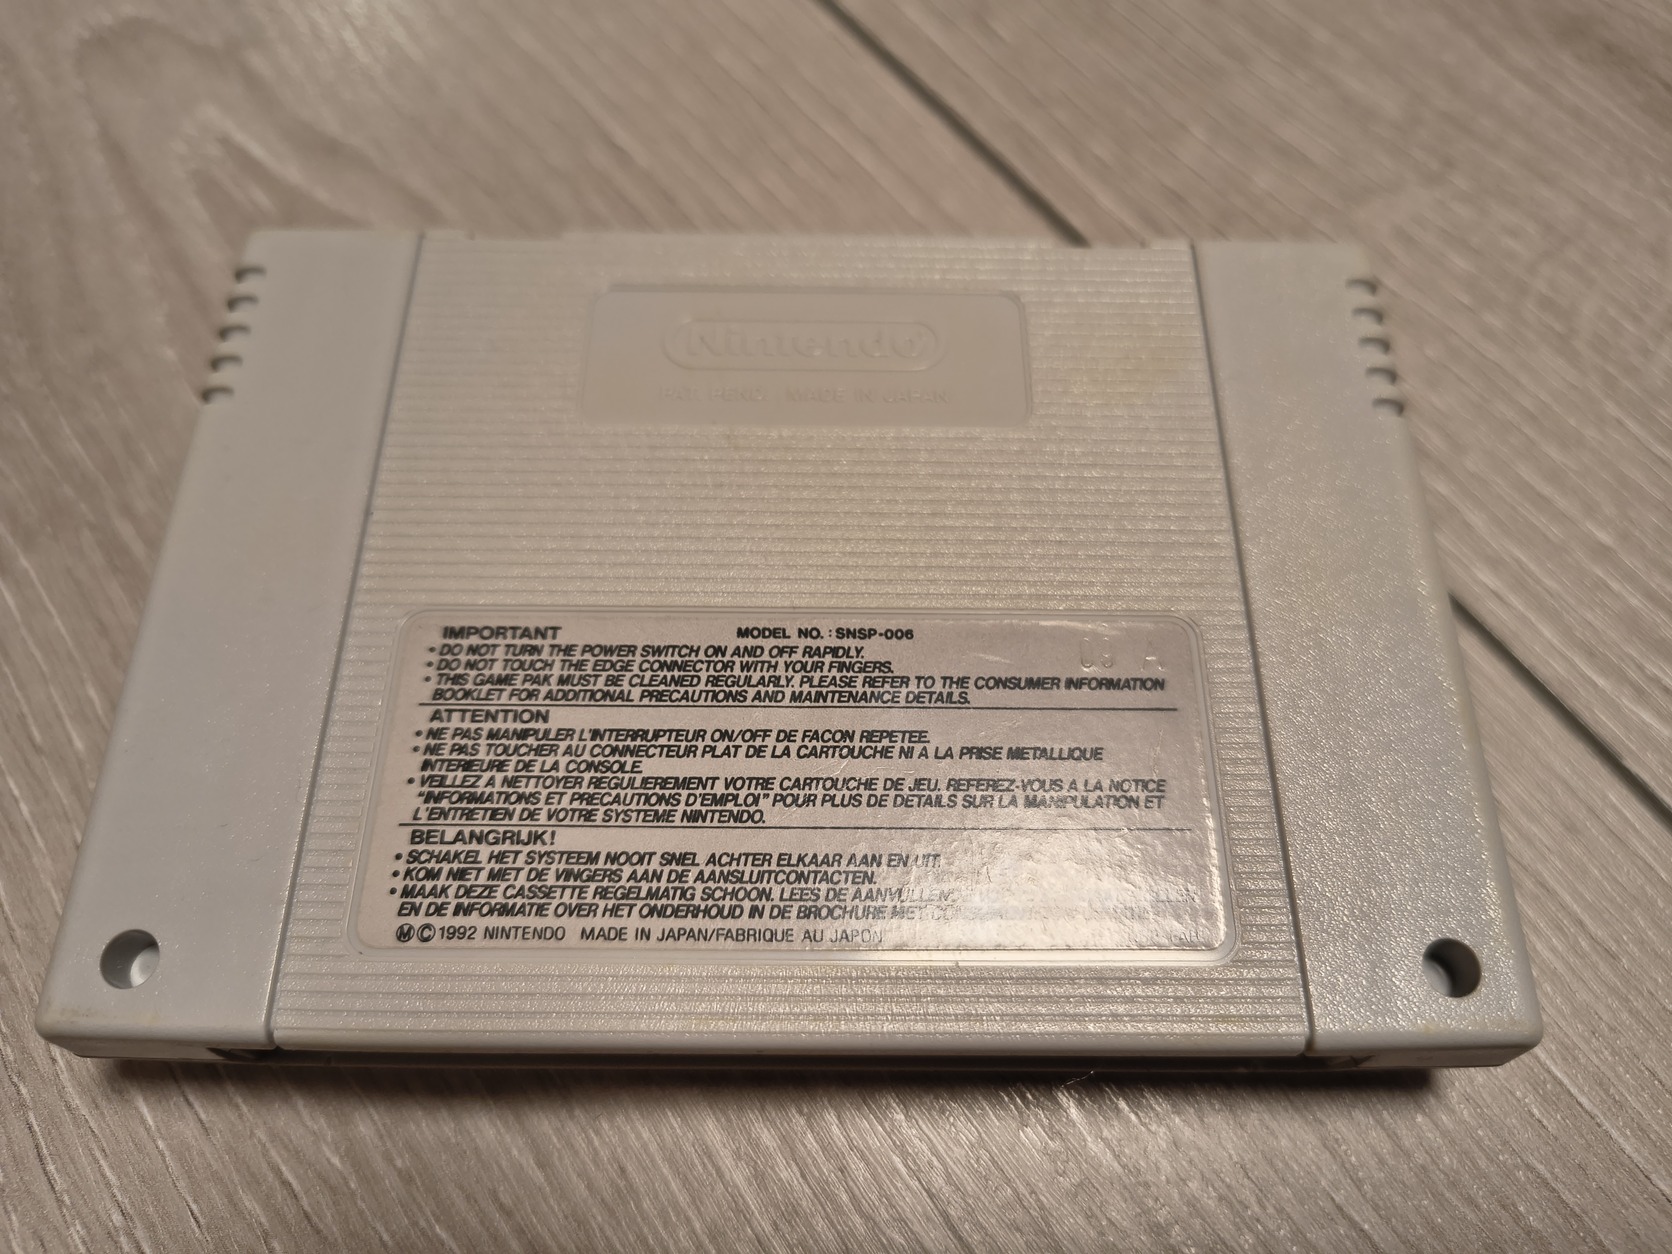 Nintendo
PAT. PEND. MADE IN JAPAN
IMPORTANT MODEL NO. : SNSP-006
• DO NOT TURN THE POWER SWITCH ON AND OFF RAPIDLY.
• DO NOT TOUCH THE EDGE CONNECTOR WITH YOUR FINGERS.
• THIS GAME PAK MUST BE CLEANED REGULARLY. PLEASE REFER TO THE CONSUMER INFORMATION
BOOKLET FOR ADDITIONAL PRECAUTIONS AND MAINTENANCE DETAILS.
ATTENTION
• NE PAS MANIPULER L'INTERRUPTEUR ON/OFF DE FACON REPETEE.
• NE PAS TOUCHER AU CONNECTEUR PLAT DE LA CARTOUCHE NI A LA PRISE METALLIQUE
INTERIEURE DE LA CONSOLE.
• VEILLEZ A NETTOYER REGULIEREMENT VOTRE CARTOUCHE DE JEU. REFEREZ-VOUS A LA NOTICE
"INFORMATIONS ET PRECAUTIONS D'EMPLOI" POUR PLUS DE DETAILS SUR LA MANIPULATION ET
L'ENTRETIEN DE VOTRE SYSTEME NINTENDO.
BELANGRIJK!
• SCHAKEL HET SYSTEEM NOOIT SNEL ACHTER ELKAAR AAN EN UIT.
• KOM NIET MET DE VINGERS AAN DE AANSLUITCONTACTEN.
• MAAK DEZE CASSETTE REGELMATIG SCHOON. LEES DE
EN DE INFORMATIE OVER HET ONDERHOUD IN DE BROCHURE MET
Ⓜ©1992 NINTENDO MADE IN JAPAN/FABRIQUE AU JAPON